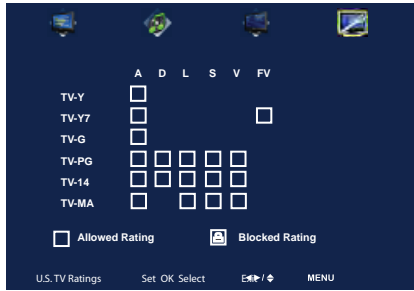 A D L S V FV
TV-Y
TV-Y7
TV-G
TV-PG
TV-14
TV-MA
Allowed Rating Blocked Rating
U.S. TV Ratings Set OK Select / MENU